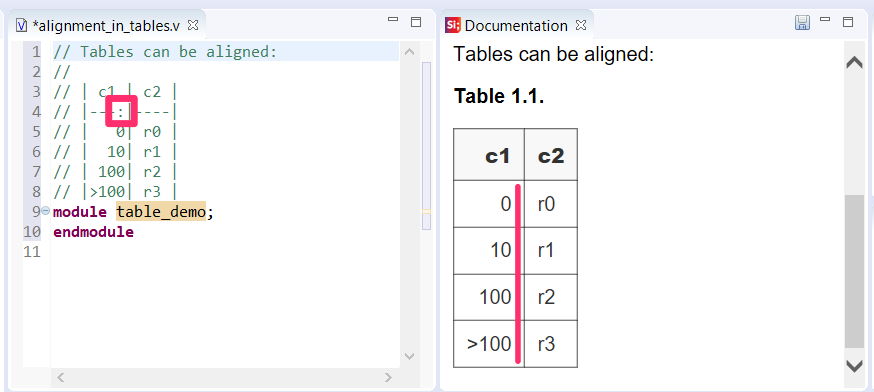 *alignment_in_tables.v
1 // Tables can be aligned:
2 //
3 // | c1 | c2 |
4 // |---:|----|
5 // |   0| r0 |
6 // |  10| r1 |
7 // | 100| r2 |
8 // |>100| r3 |
9 module table_demo;
10 endmodule
11
Si; Documentation
Tables can be aligned:
Table 1.1.
c1 c2
0 r0
10 r1
100 r2
>100 r3